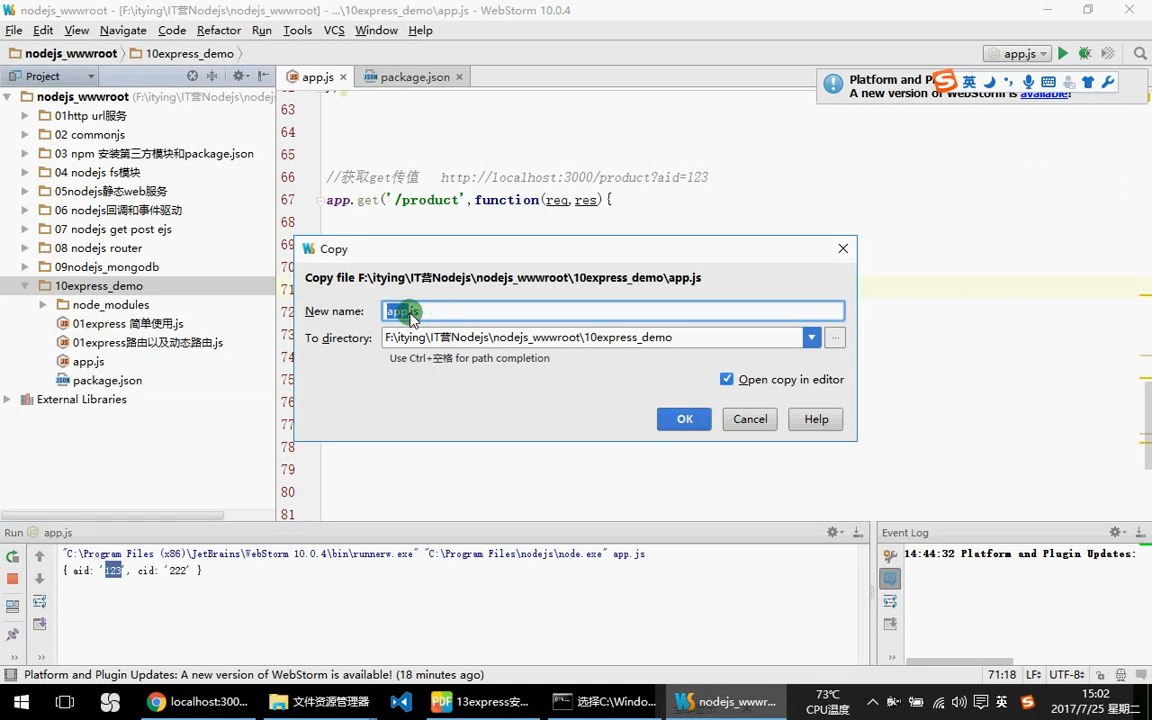 nodejs_wwwroot - [F:\itying\IT营Nodejs\nodejs_wwwroot] - ...\10express_demo\app.js - WebStorm 10.0.4
File Edit View Navigate Code Refactor Run Tools VCS Window Help
nodejs_wwwroot 10express_demo app.js
Project app.js package.json
Platform and P
A new version of WebStorm is available!
英
nodejs_wwwroot (F:\itying\IT营Nodejs\nodejs
01http url服务
02 commonjs
03 npm 安装第三方模块和package.json
04 nodejs fs模块
05nodejs静态web服务
06 nodejs回调和事件驱动
07 nodejs get post ejs
08 nodejs router
09nodejs_mongodb
10express_demo
node_modules
01express 简单使用.js
01express路由以及动态路由.js
app.js
package.json
External Libraries
63
64
65
66 //获取get传值 http://localhost:3000/product?aid=123
67 app.get('/product',function(req,res){
68
69
70
71
72
73
74
75
76
77
78
79
80
81
Copy
Copy file F:\itying\IT营Nodejs\nodejs_wwwroot\10express_demo\app.js
New name: app.js
To directory: F:\itying\IT营Nodejs\nodejs_wwwroot\10express_demo
Use Ctrl+空格 for path completion
Open copy in editor
OK Cancel Help
Run app.js
"C:\Program Files (x86)\JetBrains\WebStorm 10.0.4\bin\runnerw.exe" "C:\Program Files\nodejs\node.exe" app.js
{ aid: '123', cid: '222' }
Event Log
14:44:32 Platform and Plugin Updates:
Platform and Plugin Updates: A new version of WebStorm is available! (18 minutes ago) 71:18 LF÷ UTF-8÷
localhost:300... 文件资源管理器 13express安... 选择C:\Windo... nodejs_wwwr...
73℃
CPU温度
英
15:02
2017/7/25 星期二